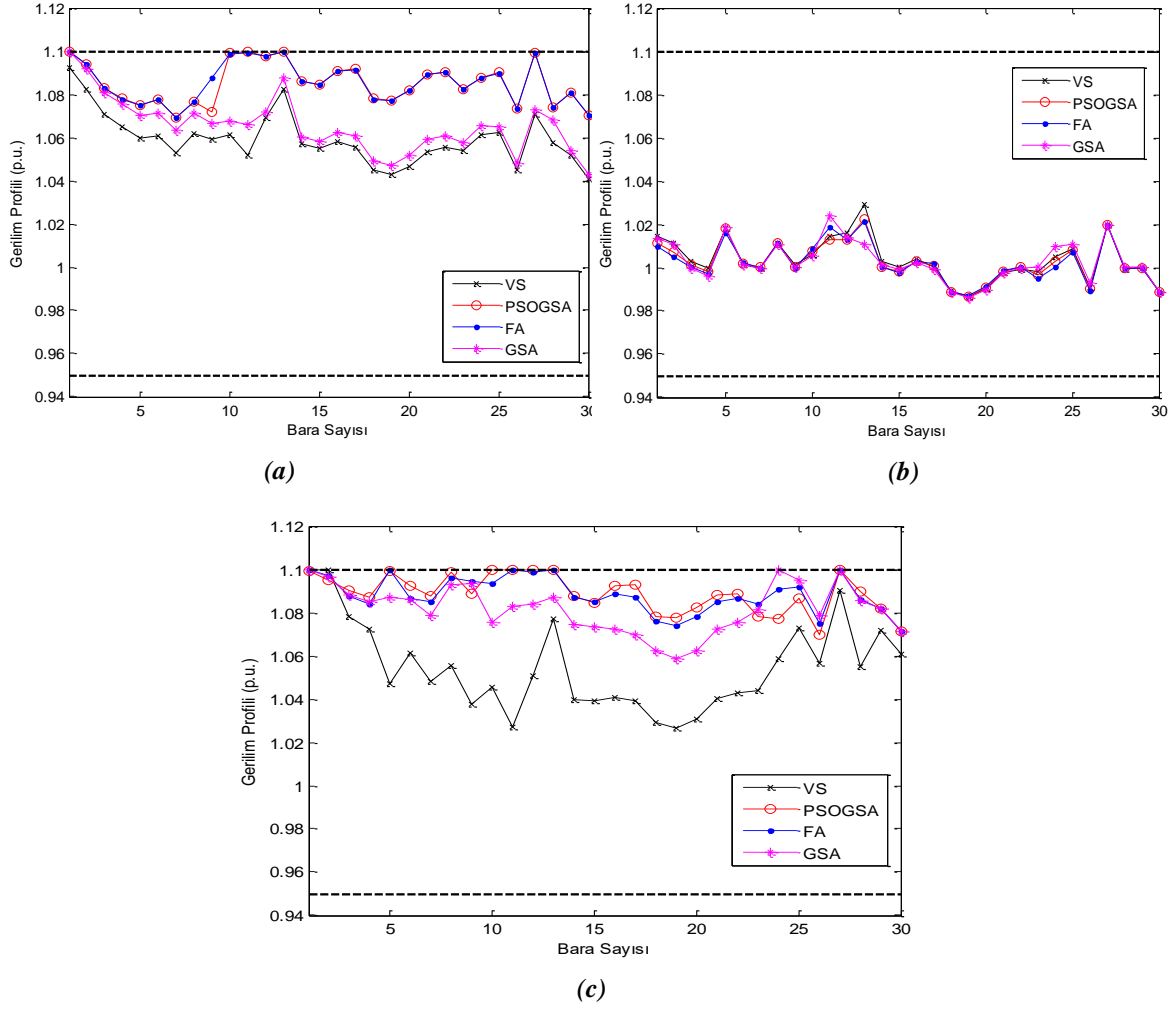 1.12
1.1
1.08
1.06
1.04
1.02
1
0.98
0.96
0.94
Gerilim Profili (p.u.)
5
10
15
20
25
30
Bara Sayısı
VS
PSOGSA
FA
GSA
(a)
1.12
1.1
1.08
1.06
1.04
1.02
1
0.98
0.96
0.94
Gerilim Profili (p.u.)
5
10
15
20
25
30
Bara Sayısı
VS
PSOGSA
FA
GSA
(b)
1.12
1.1
1.08
1.06
1.04
1.02
1
0.98
0.96
0.94
Gerilim Profili (p.u.)
5
10
15
20
25
30
Bara Sayısı
VS
PSOGSA
FA
GSA
(c)